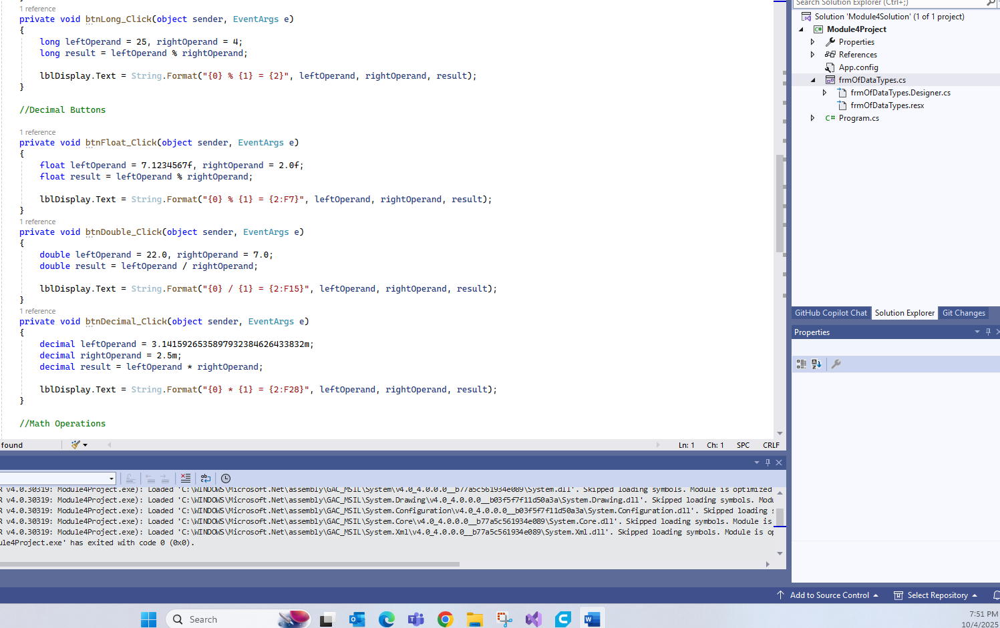 1 reference
private void btnLong_Click(object sender, EventArgs e)
{
long leftOperand = 25, rightOperand = 4;
long result = leftOperand % rightOperand;
lblDisplay.Text = String.Format("{0} % {1} = {2}", leftOperand, rightOperand, result);
}
//Decimal Buttons
1 reference
private void btnFloat_Click(object sender, EventArgs e)
{
float leftOperand = 7.1234567f, rightOperand = 2.0f;
float result = leftOperand % rightOperand;
lblDisplay.Text = String.Format("{0} % {1} = {2:F7}", leftOperand, rightOperand, result);
}
1 reference
private void btnDouble_Click(object sender, EventArgs e)
{
double leftOperand = 22.0, rightOperand = 7.0;
double result = leftOperand / rightOperand;
lblDisplay.Text = String.Format("{0} / {1} = {2:F15}", leftOperand, rightOperand, result);
}
1 reference
private void btnDecimal_Click(object sender, EventArgs e)
{
decimal leftOperand = 3.1415926535897932384626433832m;
decimal rightOperand = 2.5m;
decimal result = leftOperand * rightOperand;
lblDisplay.Text = String.Format("{0} * {1} = {2:F28}", leftOperand, rightOperand, result);
}
//Math Operations
found
Ln: 1 Ch: 1 SPC CRLF
R v4.0.30319: Module4Project.exe): Loaded 'C:\WINDOWS\Microsoft.Net\assembly\GAC_MSIL\System\v4.0_4.0.0.0__b77a5c561934e089\System.dll'. Skipped loading symbols. Module is optimized
R v4.0.30319: Module4Project.exe): Loaded 'C:\WINDOWS\Microsoft.Net\assembly\GAC_MSIL\System.Drawing\v4.0_4.0.0.0__b03f5f7f11d50a3a\System.Drawing.dll'. Skipped loading symbols. Modu
R v4.0.30319: Module4Project.exe): Loaded 'C:\WINDOWS\Microsoft.Net\assembly\GAC_MSIL\System.Configuration\v4.0_4.0.0.0__b03f5f7f11d50a3a\System.Configuration.dll'. Skipped loading s
R v4.0.30319: Module4Project.exe): Loaded 'C:\WINDOWS\Microsoft.Net\assembly\GAC_MSIL\System.Core\v4.0_4.0.0.0__b77a5c561934e089\System.Core.dll'. Skipped loading symbols. Module is
R v4.0.30319: Module4Project.exe): Loaded 'C:\WINDOWS\Microsoft.Net\assembly\GAC_MSIL\System.Xml\v4.0_4.0.0.0__b77a5c561934e089\System.Xml.dll'. Skipped loading symbols. Module is op
ule4Project.exe' has exited with code 0 (0x0).
Search Solution Explorer (Ctrl+;)
Solution 'Module4Solution' (1 of 1 project)
C# Module4Project
Properties
References
App.config
frmOfDataTypes.cs
frmOfDataTypes.Designer.cs
frmOfDataTypes.resx
C# Program.cs
GitHub Copilot Chat Solution Explorer Git Changes
Properties
Add to Source Control Select Repository
Search
7:51 PM
10/4/2025